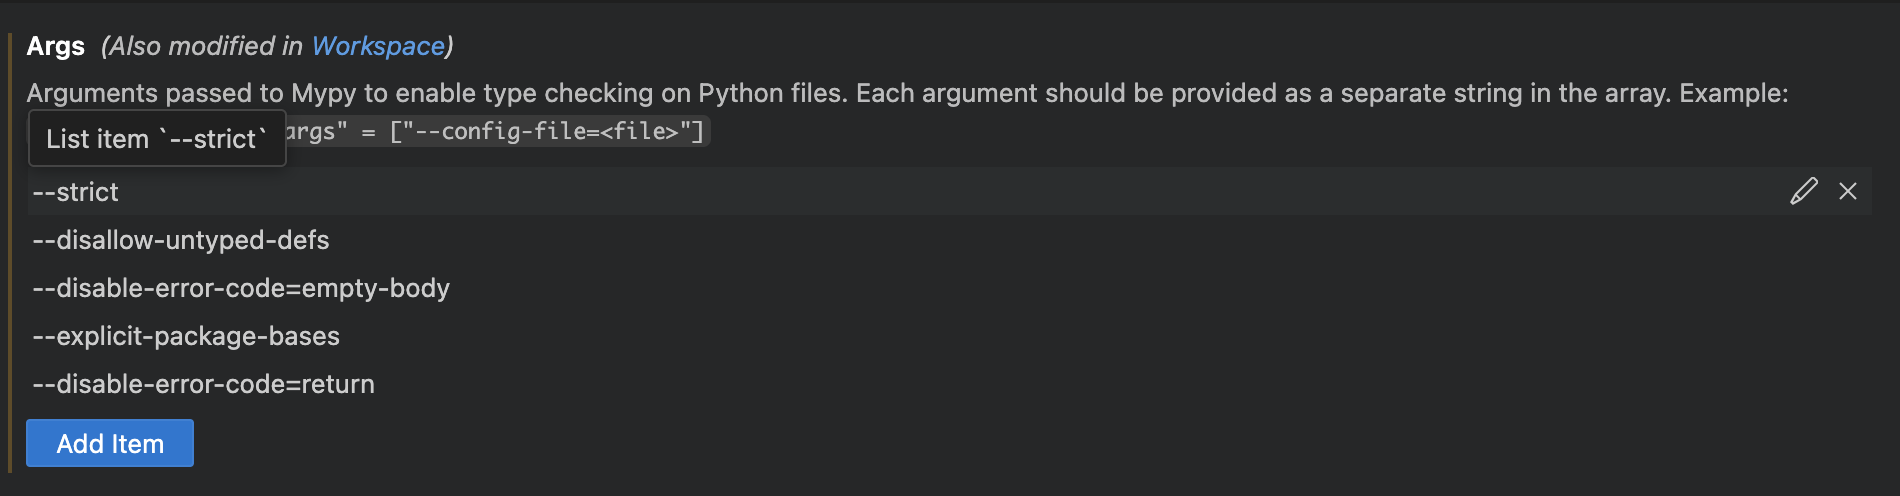 Args (Also modified in Workspace)
Arguments passed to Mypy to enable type checking on Python files. Each argument should be provided as a separate string in the array. Example:
List item `--strict` args" = ["--config-file=<file>"]
--strict
--disallow-untyped-defs
--disable-error-code=empty-body
--explicit-package-bases
--disable-error-code=return
Add Item